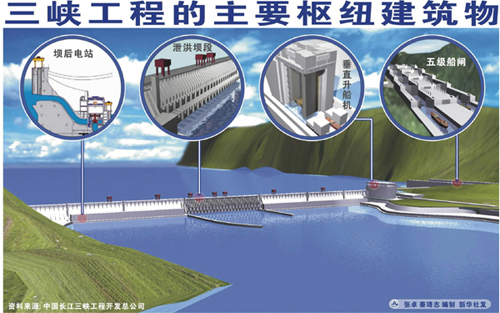 三峡工程的主要枢纽建筑物
坝后电站
泄洪坝段
垂直升船机
五级船闸
资料来源:中国长江三峡工程开发总公司
张卓 秦琦志 编制 新华社发